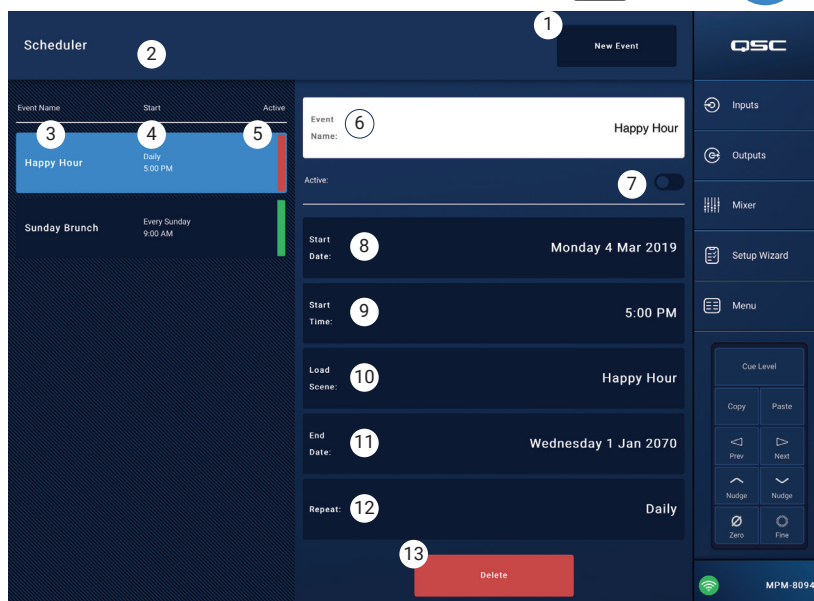 1
Scheduler
2
New Event
QSC
Event Name
Start
Active
3
4
5
Happy Hour
Daily
5:00 PM
Sunday Brunch
Every Sunday
9:00 AM
Event
Name:
6
Happy Hour
Active:
7
Start
Date:
8
Monday 4 Mar 2019
Start
Time:
9
5:00 PM
Load
Scene:
10
Happy Hour
End
Date:
11
Wednesday 1 Jan 2070
Repeat:
12
Daily
13
Delete
Inputs
Outputs
Mixer
Setup Wizard
Menu
Cue Level
Copy
Paste
Prev
Next
Nudge
Nudge
Zero
Fine
MPM-8094